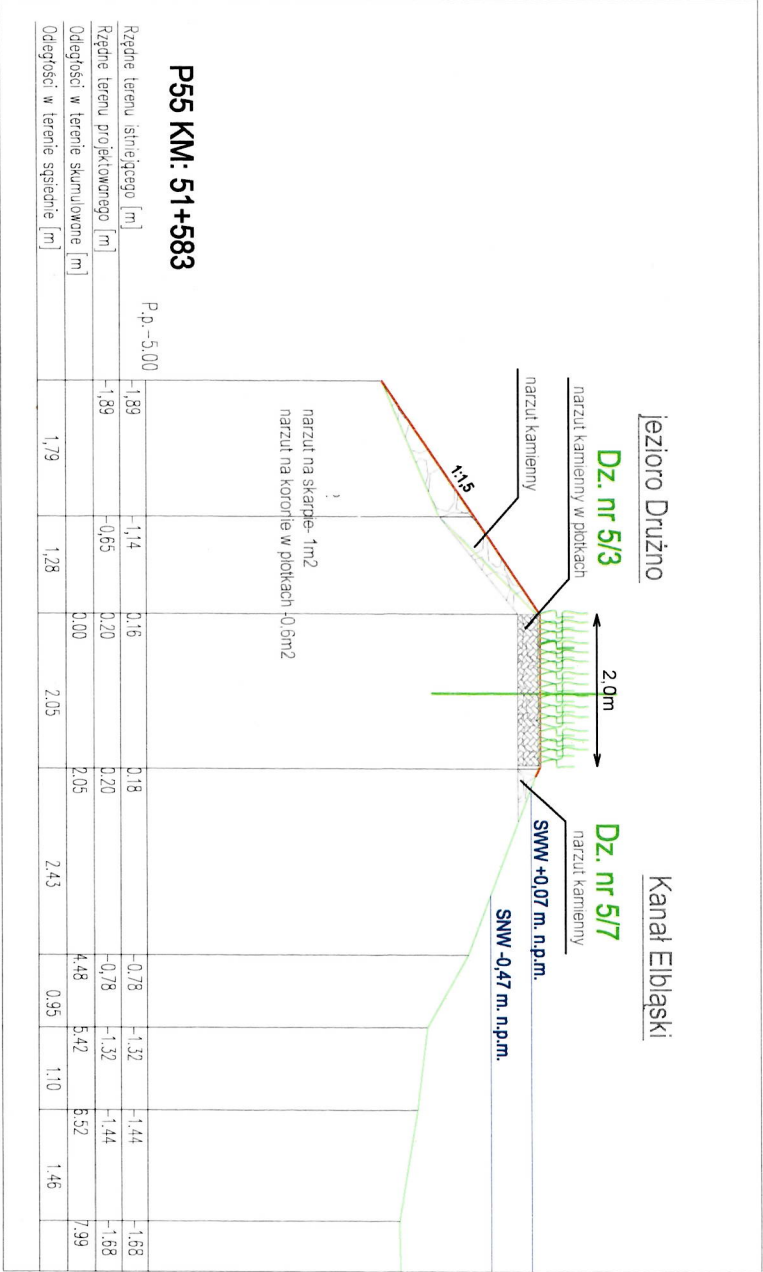 jezioro Drużno
Kanał Elbląski
Dz. nr 5/3
Dz. nr 5/7
narzut kamienny w płotkach
narzut kamienny
narzut kamienny
2,0m
1:1,5
SWW +0,07 m. n.p.m.
SNW -0,47 m. n.p.m.
narzut na skarpie- 1m2
narzut na koronie w płotkach -0.6m2
P55 KM: 51+583
P.p.-5.00
Rzędne terenu istniejącego [m] -1,89 -1,14 0.16 0.18 -0.78 -1.32 -1.44 -1.68
Rzędne terenu projektowanego [m] -1,89 -0,65 0.20 0.20 -0,78 -1.32 -1.44 -1.68
Odległości w terenie skumulowane [m] 0.00 2.05 4.48 5.42 6.52 7.99
Odległości w terenie sąsiednie [m] 1,79 1,28 2.05 2.43 0.95 1.10 1.46